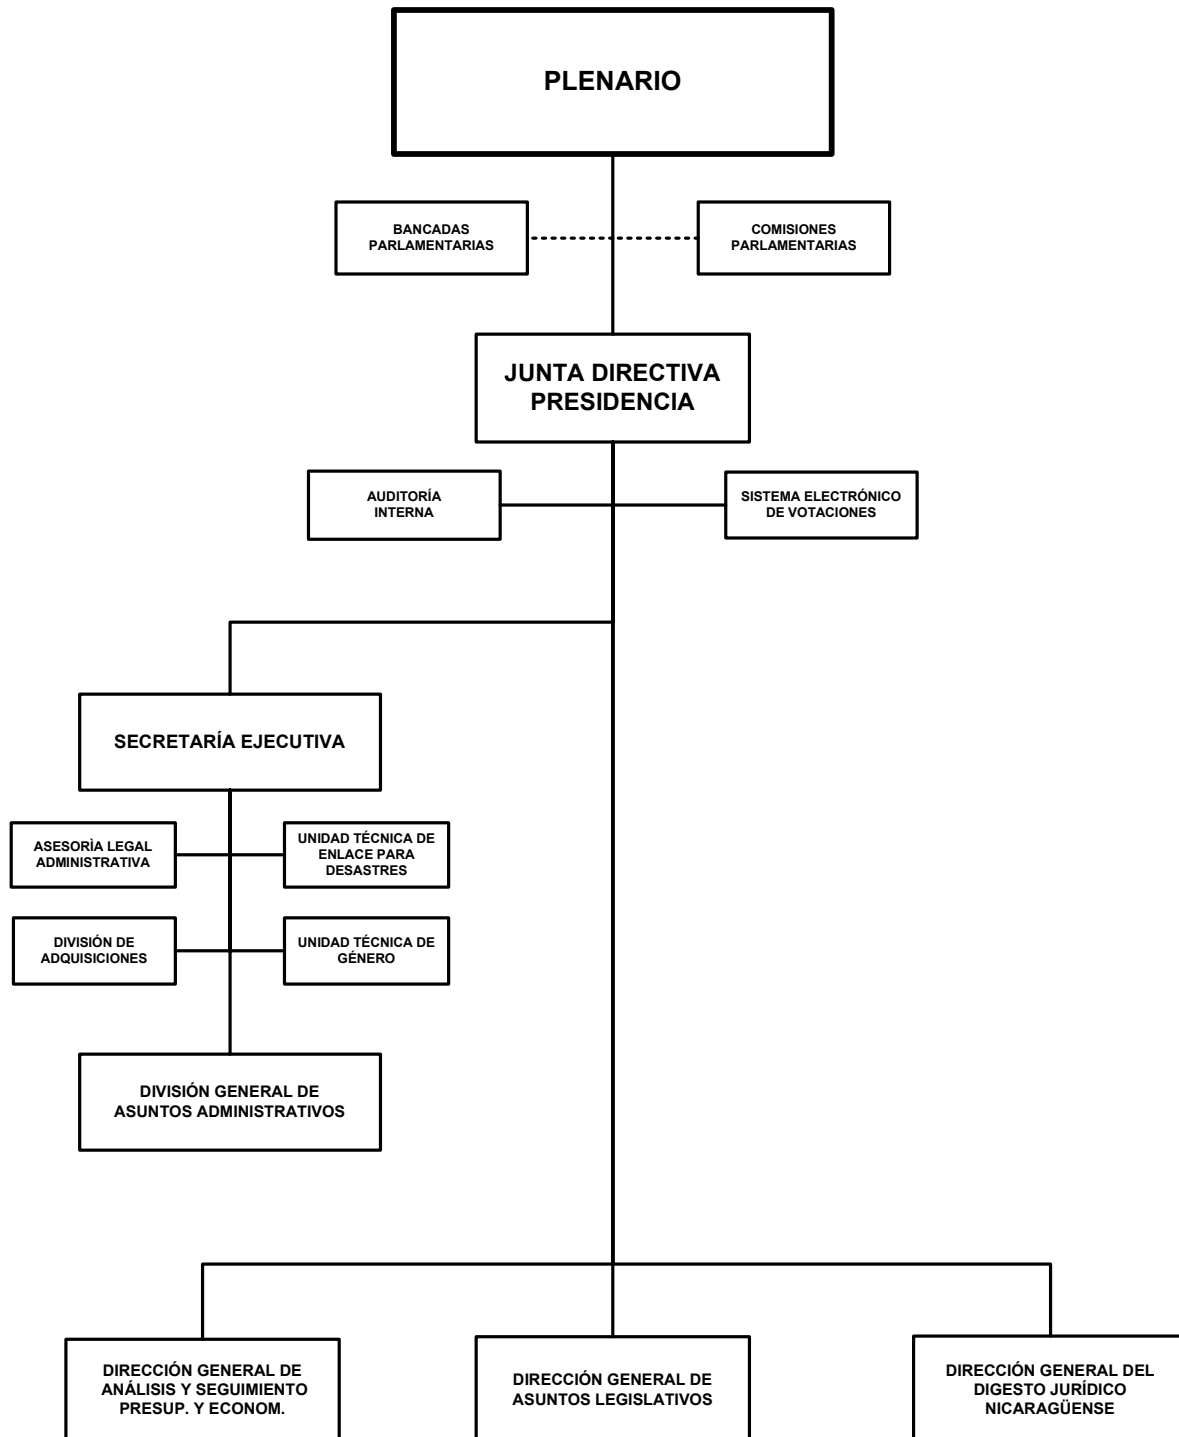 PLENARIO
BANCADAS
PARLAMENTARIAS
COMISIONES
PARLAMENTARIAS
JUNTA DIRECTIVA
PRESIDENCIA
AUDITORÍA
INTERNA
SISTEMA ELECTRÓNICO
DE VOTACIONES
SECRETARÍA EJECUTIVA
ASESORÌA LEGAL
ADMINISTRATIVA
UNIDAD TÉCNICA DE
ENLACE PARA
DESASTRES
DIVISIÓN DE
ADQUISICIONES
UNIDAD TÉCNICA DE
GÉNERO
DIVISIÓN GENERAL DE
ASUNTOS ADMINISTRATIVOS
DIRECCIÓN GENERAL DE
ANÁLISIS Y SEGUIMIENTO
PRESUP. Y ECONOM.
DIRECCIÓN GENERAL DE
ASUNTOS LEGISLATIVOS
DIRECCIÓN GENERAL DEL
DIGESTO JURÍDICO
NICARAGÜENSE